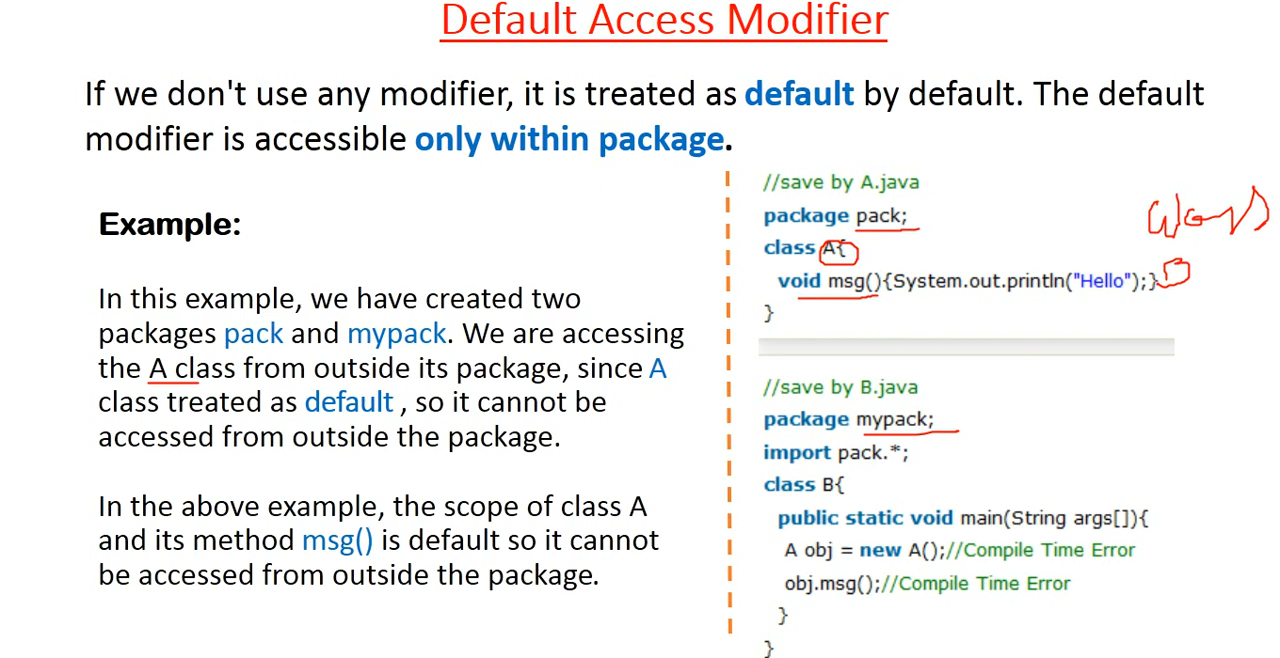 Default Access Modifier
If we don't use any modifier, it is treated as default by default. The default
modifier is accessible only within package.
Example:
In this example, we have created two
packages pack and mypack. We are accessing
the A class from outside its package, since A
class treated as default , so it cannot be
accessed from outside the package.
In the above example, the scope of class A
and its method msg() is default so it cannot
be accessed from outside the package.
//save by A.java
package pack;
class A{
void msg(){System.out.println("Hello");}
}
//save by B.java
package mypack;
import pack.*;
class B{
public static void main(String args[]){
A obj = new A();//Compile Time Error
obj.msg();//Compile Time Error
}
}